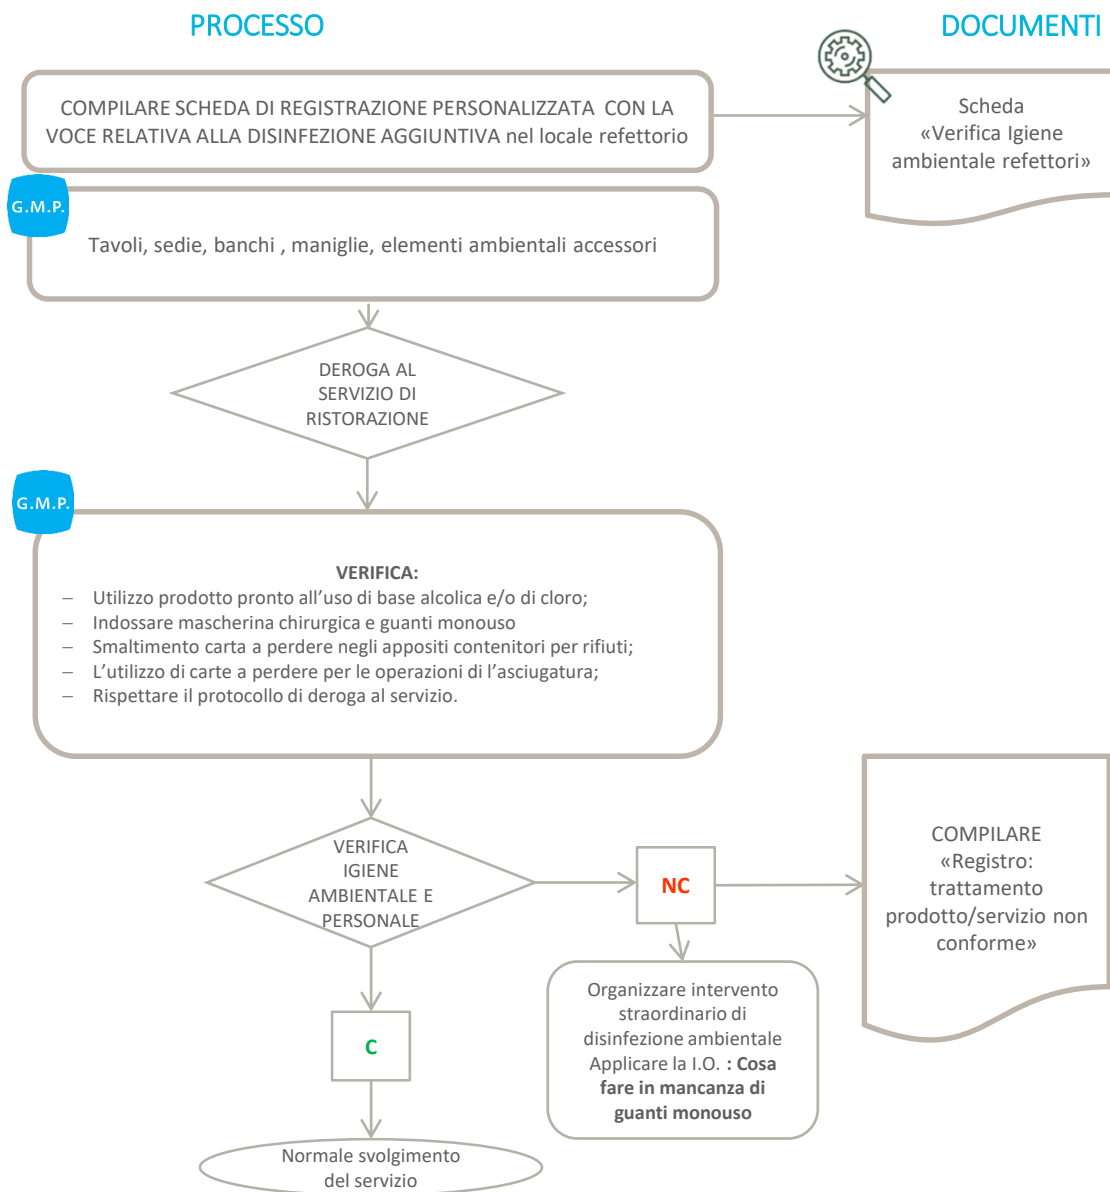 PROCESSO
DOCUMENTI
COMPILARE SCHEDA DI REGISTRAZIONE PERSONALIZZATA CON LA
VOCE RELATIVA ALLA DISINFEZIONE AGGIUNTIVA nel locale refettorio
Scheda
«Verifica Igiene
ambientale refettori»
G.M.P.
Tavoli, sedie, banchi , maniglie, elementi ambientali accessori
DEROGA AL
SERVIZIO DI
RISTORAZIONE
G.M.P.
VERIFICA:
– Utilizzo prodotto pronto all’uso di base alcolica e/o di cloro;
– Indossare mascherina chirurgica e guanti monouso
– Smaltimento carta a perdere negli appositi contenitori per rifiuti;
– L’utilizzo di carte a perdere per le operazioni di l’asciugatura;
– Rispettare il protocollo di deroga al servizio.
VERIFICA
IGIENE
AMBIENTALE E
PERSONALE
NC
COMPILARE
«Registro:
trattamento
prodotto/servizio non
conforme»
Organizzare intervento
straordinario di
disinfezione ambientale
Applicare la I.O. : Cosa
fare in mancanza di
guanti monouso
C
Normale svolgimento
del servizio